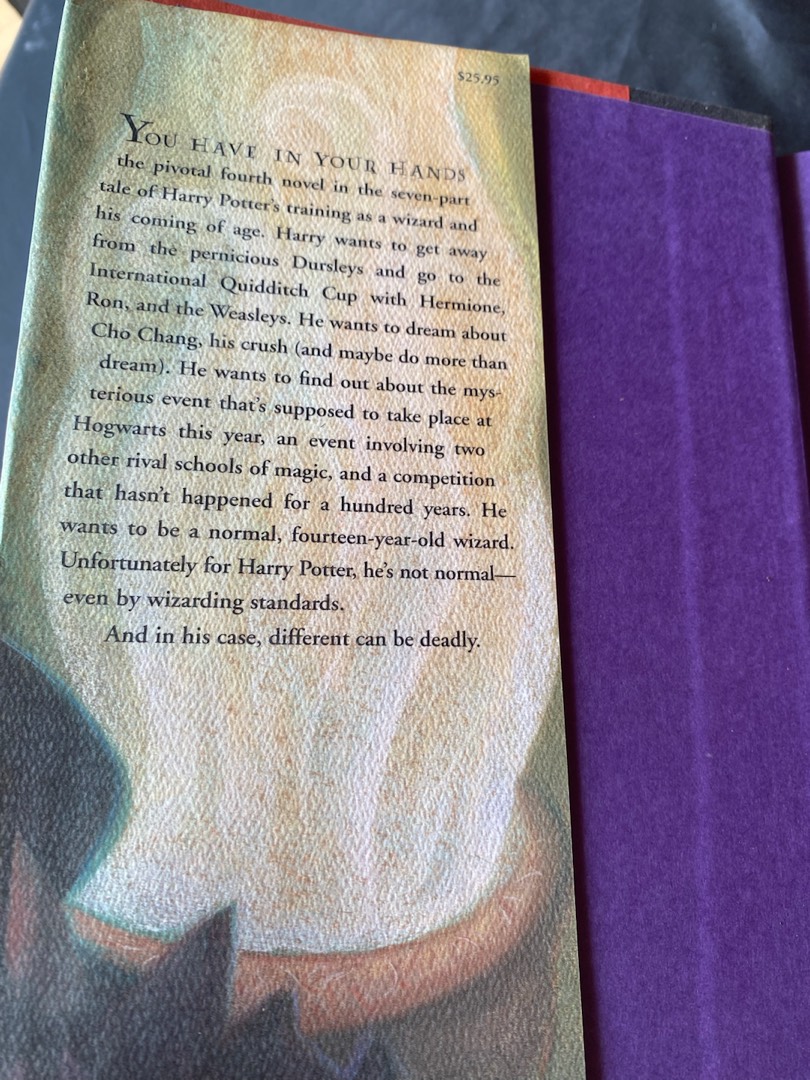 $25.95
YOU HAVE IN YOUR HANDS
the pivotal fourth novel in the seven-part
tale of Harry Potter's training as a wizard and
his coming of age. Harry wants to get away
from the pernicious Dursleys and go to the
International Quidditch Cup with Hermione,
Ron, and the Weasleys. He wants to dream about
Cho Chang, his crush (and maybe do more than
dream). He wants to find out about the mys-
terious event that's supposed to take place at
Hogwarts this year, an event involving two
other rival schools of magic, and a competition
that hasn't happened for a hundred years. He
wants to be a normal, fourteen-year-old wizard.
Unfortunately for Harry Potter, he's not normal—
even by wizarding standards.
And in his case, different can be deadly.